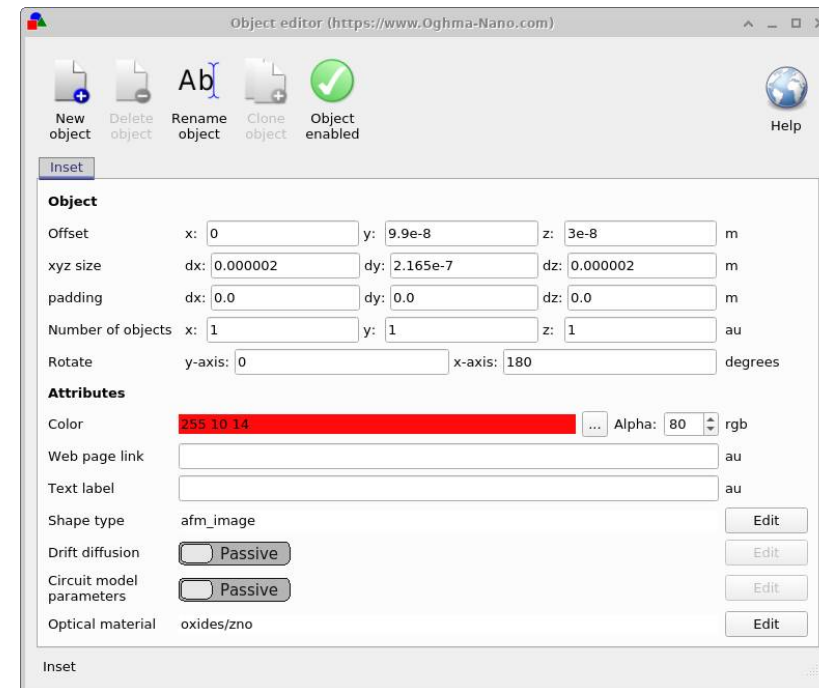 Object editor (https://www.Oghma-Nano.com)
Ab
New object
Delete object
Rename object
Clone object
Object enabled
Help
Inset
Object
Offset x: 0 y: 9.9e-8 z: 3e-8 m
xyz size dx: 0.000002 dy: 2.165e-7 dz: 0.000002 m
padding dx: 0.0 dy: 0.0 dz: 0.0 m
Number of objects x: 1 y: 1 z: 1 au
Rotate y-axis: 0 x-axis: 180 degrees
Attributes
Color 255 10 14 ... Alpha: 80 rgb
Web page link au
Text label au
Shape type afm_image Edit
Drift diffusion Passive Edit
Circuit model parameters Passive Edit
Optical material oxides/zno Edit
Inset